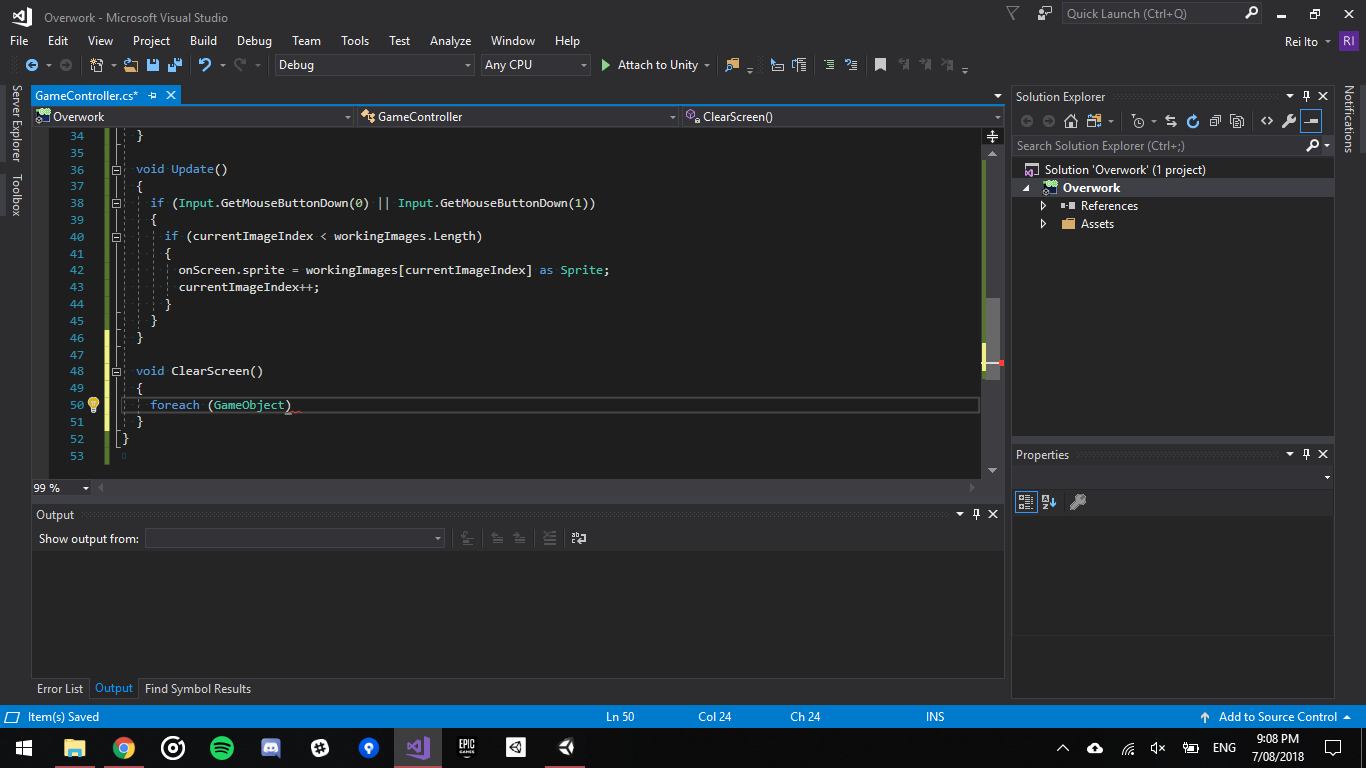 Overwork - Microsoft Visual Studio
Quick Launch (Ctrl+Q)
File Edit View Project Build Debug Team Tools Test Analyze Window Help
Rei Ito RI
Debug Any CPU Attach to Unity
Server Explorer
Toolbox
GameController.cs*
Overwork GameController ClearScreen()
34 }
35
36 void Update()
37 {
38 if (Input.GetMouseButtonDown(0) || Input.GetMouseButtonDown(1))
39 {
40 if (currentImageIndex < workingImages.Length)
41 {
42 onScreen.sprite = workingImages[currentImageIndex] as Sprite;
43 currentImageIndex++;
44 }
45 }
46 }
47
48 void ClearScreen()
49 {
50 foreach (GameObject)
51 }
52 }
53
99 %
Output
Show output from:
Error List Output Find Symbol Results
Solution Explorer
Search Solution Explorer (Ctrl+;)
Solution 'Overwork' (1 project)
Overwork
References
Assets
Properties
Notifications
Item(s) Saved Ln 50 Col 24 Ch 24 INS Add to Source Control
EPIC
GAMES
ENG
9:08 PM
7/08/2018